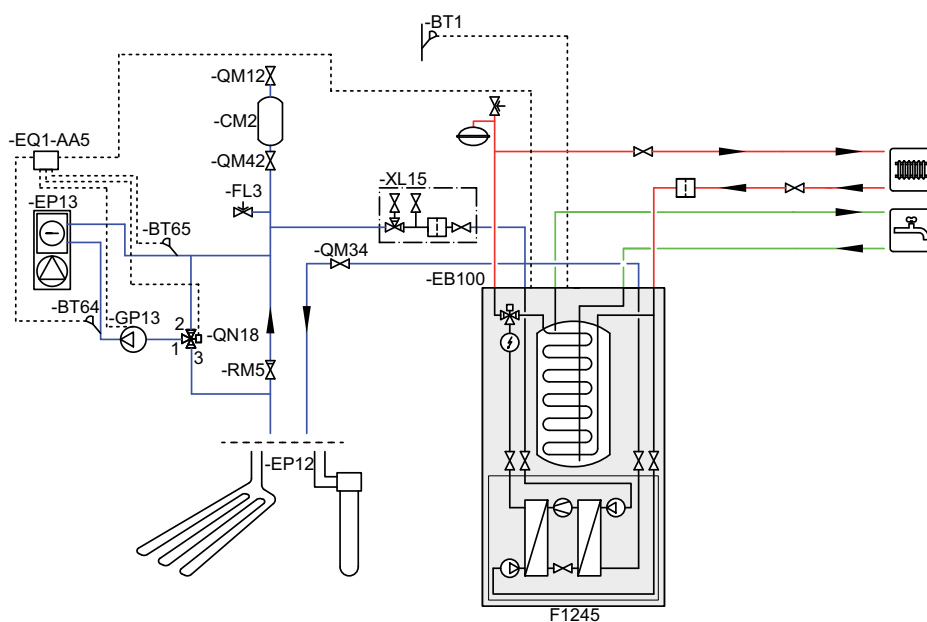 -BT1
-QM12
-CM2
-EQ1-AA5
-QM42
-XL15
-FL3
-EP13
-BT65
-QM34
-EB100
-BT64
-GP13
2
-QN18
1
3
-RM5
-EP12
F1245